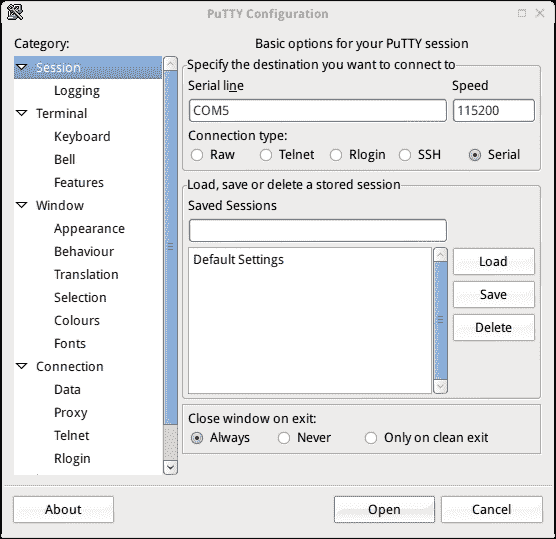 PuTTY Configuration
Category:
Session
Logging
Terminal
Keyboard
Bell
Features
Window
Appearance
Behaviour
Translation
Selection
Colours
Fonts
Connection
Data
Proxy
Telnet
Rlogin
Basic options for your PuTTY session
Specify the destination you want to connect to
Serial line Speed
COM5 115200
Connection type:
Raw Telnet Rlogin SSH Serial
Load, save or delete a stored session
Saved Sessions
Default Settings
Load
Save
Delete
Close window on exit:
Always Never Only on clean exit
About Open Cancel